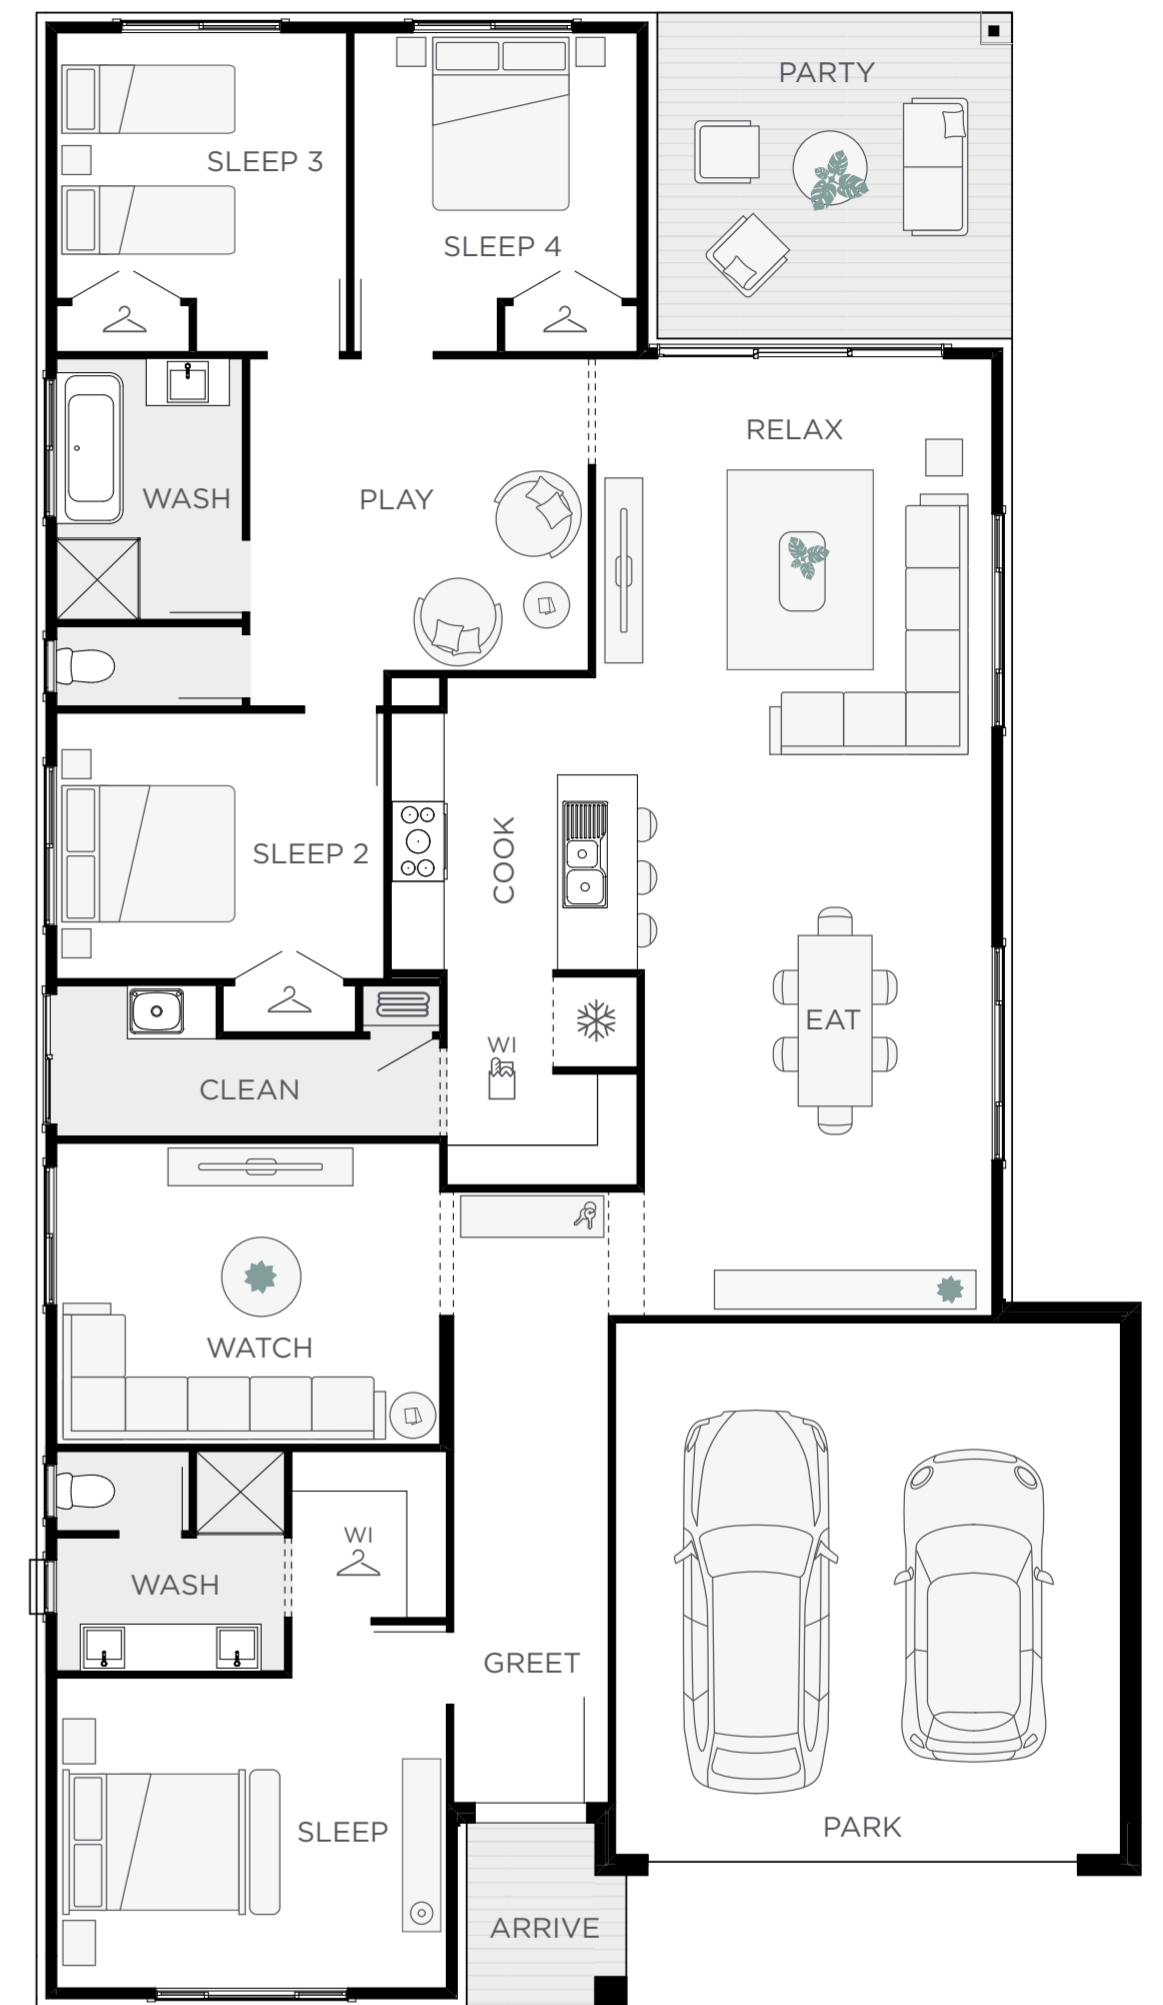 PARTY
SLEEP 3
SLEEP 4
RELAX
WASH
PLAY
SLEEP 2
COOK
EAT
WI
CLEAN
WATCH
WI
WASH
GREET
SLEEP
PARK
ARRIVE